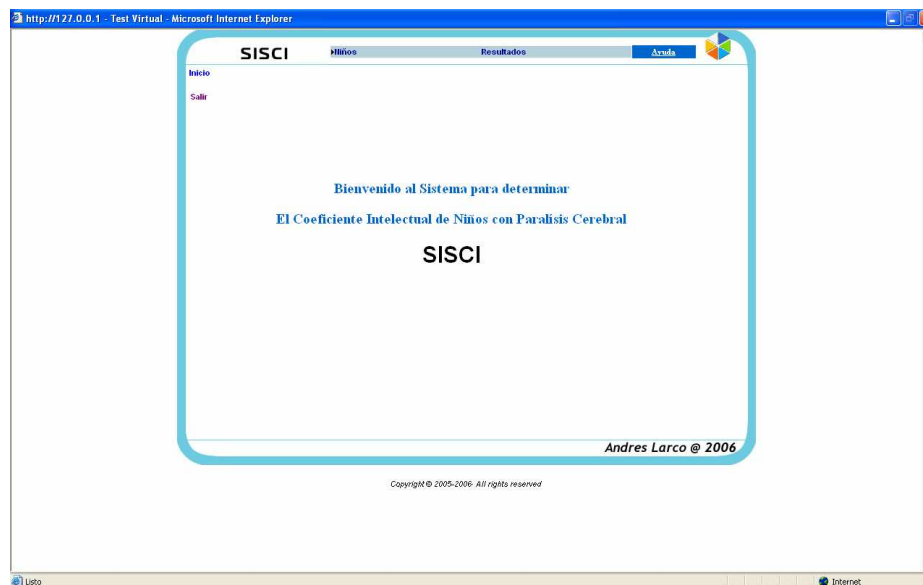 http://127.0.0.1 - Test Virtual - Microsoft Internet Explorer
SISCI Niños Resultados Ayuda
Inicio
Salir
Bienvenido al Sistema para determinar
El Coeficiente Intelectual de Niños con Paralisis Cerebral
SISCI
Andres Larco @ 2006
Copyright © 2005-2006- All rights reserved
Listo Internet